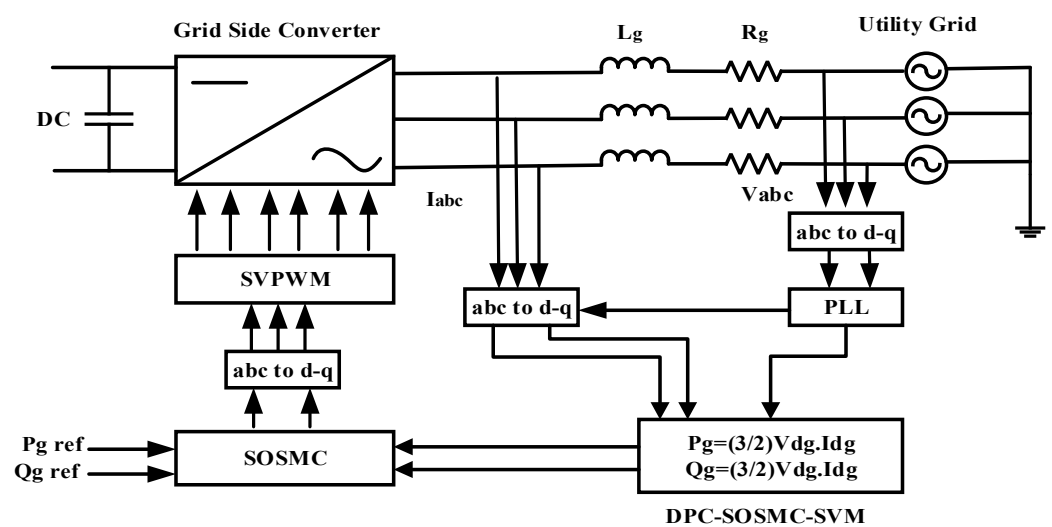 Grid Side Converter
Lg
Rg
Utility Grid
DC
Iabc
Vabc
abc to d-q
SVPWM
abc to d-q
PLL
abc to d-q
Pg ref
Qg ref
SOSMC
Pg=(3/2)Vdg.Idg
Qg=(3/2)Vdg.Idg
DPC-SOSMC-SVM